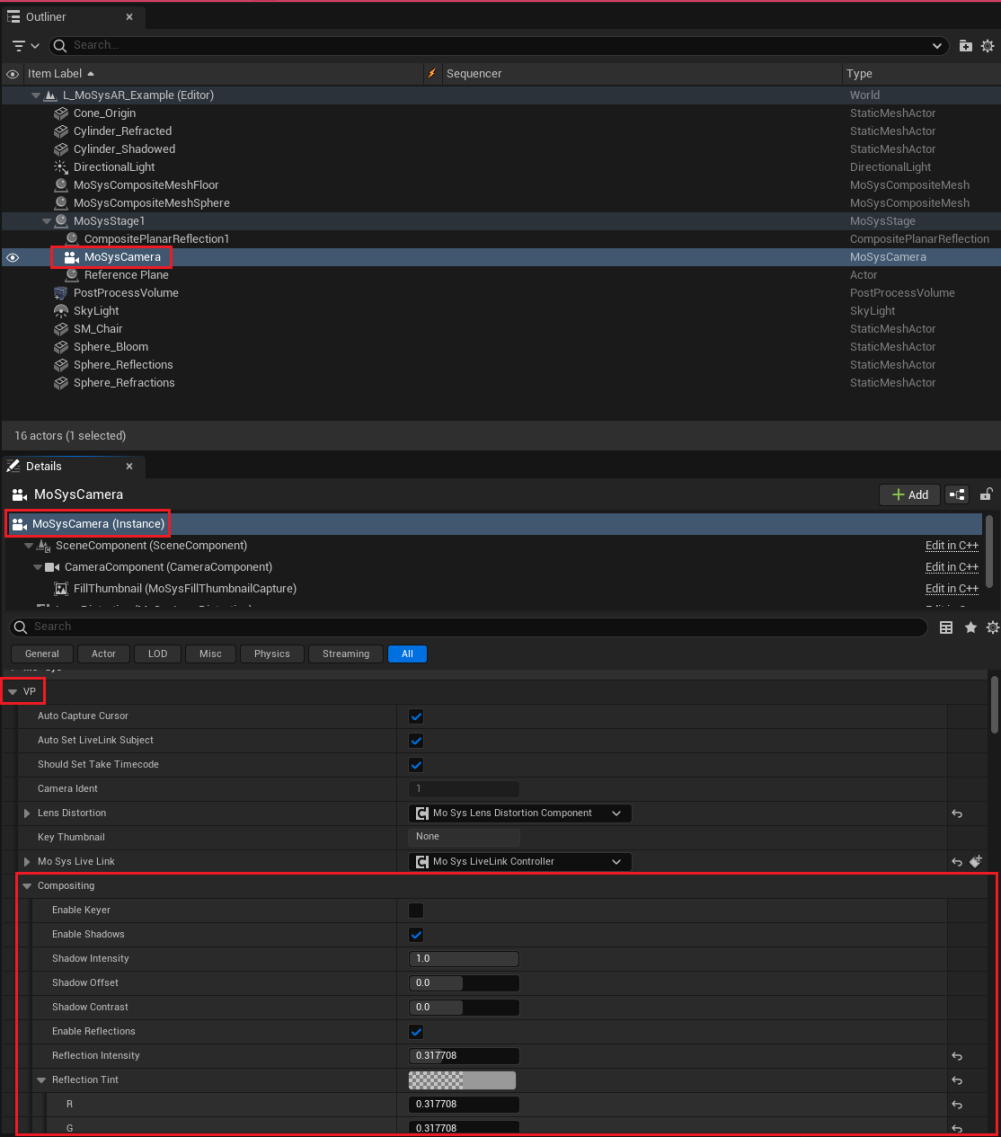 Outliner
Search...
Item Label Sequencer Type
L_MoSysAR_Example (Editor) World
Cone_Origin StaticMeshActor
Cylinder_Refracted StaticMeshActor
Cylinder_Shadowed StaticMeshActor
DirectionalLight DirectionalLight
MoSysCompositeMeshFloor MoSysCompositeMesh
MoSysCompositeMeshSphere MoSysCompositeMesh
MoSysStage1 MoSysStage
CompositePlanarReflection1 CompositePlanarReflection
MoSysCamera MoSysCamera
Reference Plane Actor
PostProcessVolume PostProcessVolume
SkyLight SkyLight
SM_Chair StaticMeshActor
Sphere_Bloom StaticMeshActor
Sphere_Reflections StaticMeshActor
Sphere_Refractions StaticMeshActor
16 actors (1 selected)
Details
MoSysCamera Add
MoSysCamera (Instance)
SceneComponent (SceneComponent) Edit in C++
CameraComponent (CameraComponent) Edit in C++
FillThumbnail (MoSysFillThumbnailCapture) Edit in C++
Search
General Actor LOD Misc Physics Streaming All
VP
Auto Capture Cursor
Auto Set LiveLink Subject
Should Set Take Timecode
Camera Ident 1
Lens Distortion Mo Sys Lens Distortion Component
Key Thumbnail None
Mo Sys Live Link Mo Sys LiveLink Controller
Compositing
Enable Keyer
Enable Shadows
Shadow Intensity 1.0
Shadow Offset 0.0
Shadow Contrast 0.0
Enable Reflections
Reflection Intensity 0.317708
Reflection Tint
R 0.317708
G 0.317708